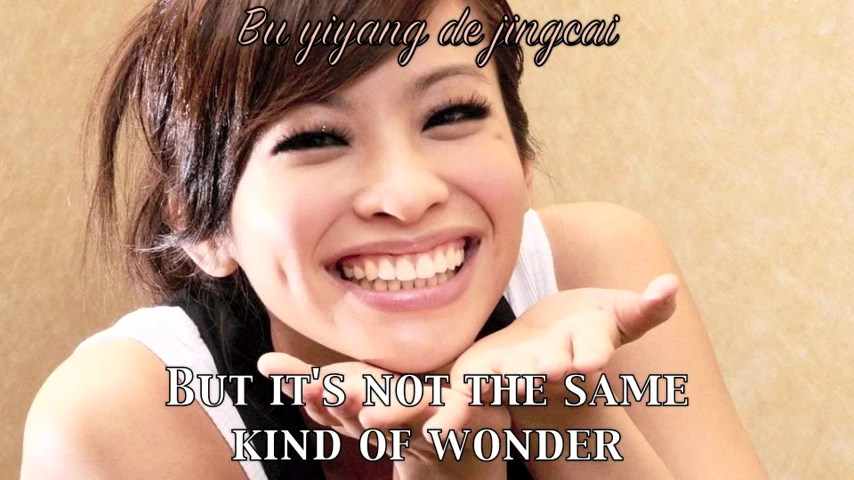 Bu yiyang de jingcai
But it's not the same
kind of wonder